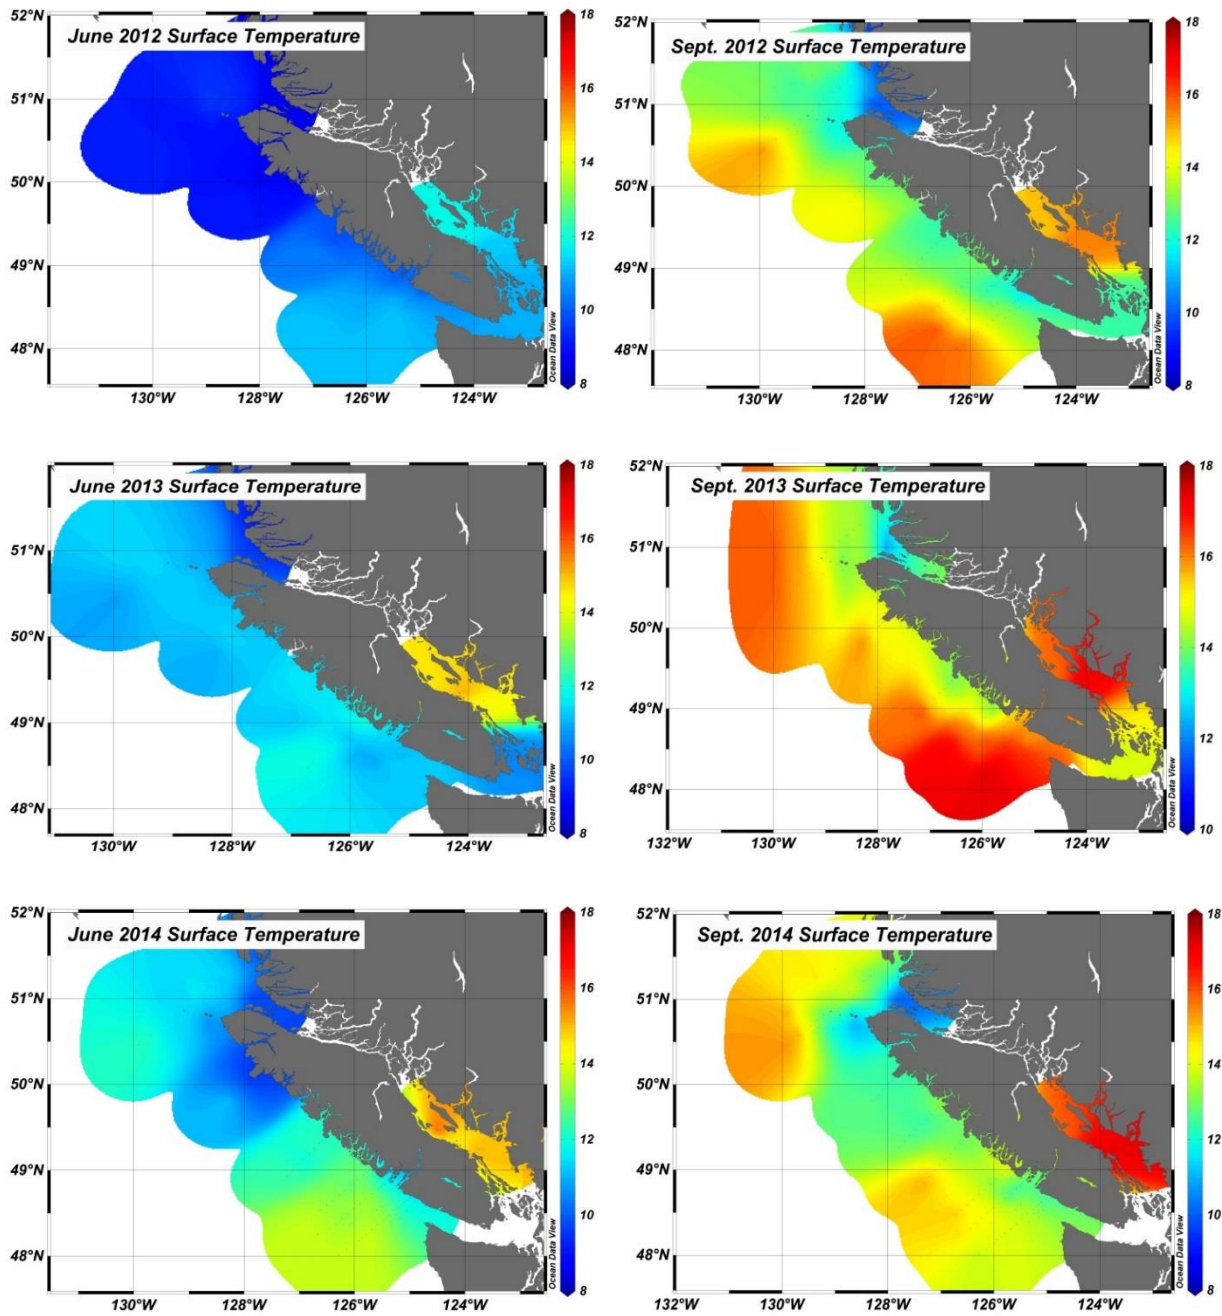 June 2012 Surface Temperature
52°N
51°N
50°N
49°N
48°N
130°W 128°W 126°W 124°W
18
16
14
12
10
8
Ocean Data View
Sept. 2012 Surface Temperature
52°N
51°N
50°N
49°N
48°N
130°W 128°W 126°W 124°W
18
16
14
12
10
8
Ocean Data View
June 2013 Surface Temperature
52°N
51°N
50°N
49°N
48°N
130°W 128°W 126°W 124°W
18
16
14
12
10
8
Ocean Data View
Sept. 2013 Surface Temperature
52°N
51°N
50°N
49°N
48°N
132°W 130°W 128°W 126°W 124°W
18
16
14
12
10
Ocean Data View
June 2014 Surface Temperature
52°N
51°N
50°N
49°N
48°N
130°W 128°W 126°W 124°W
18
16
14
12
10
8
Ocean Data View
Sept. 2014 Surface Temperature
52°N
51°N
50°N
49°N
48°N
132°W 130°W 128°W 126°W 124°W
18
16
14
12
10
8
Ocean Data View